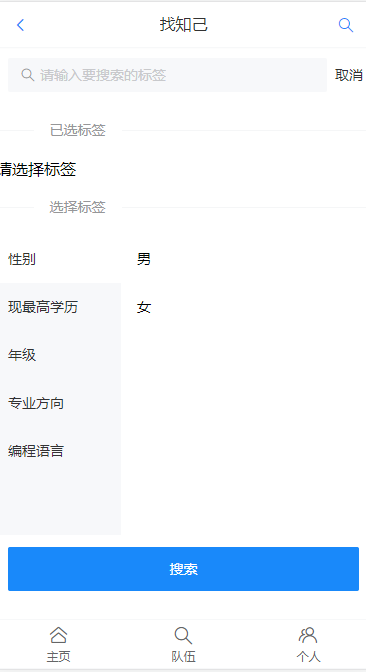 找知己
请输入要搜索的标签 取消
已选标签
请选择标签
选择标签
性别 男
现最高学历 女
年级
专业方向
编程语言
搜索
主页 队伍 个人